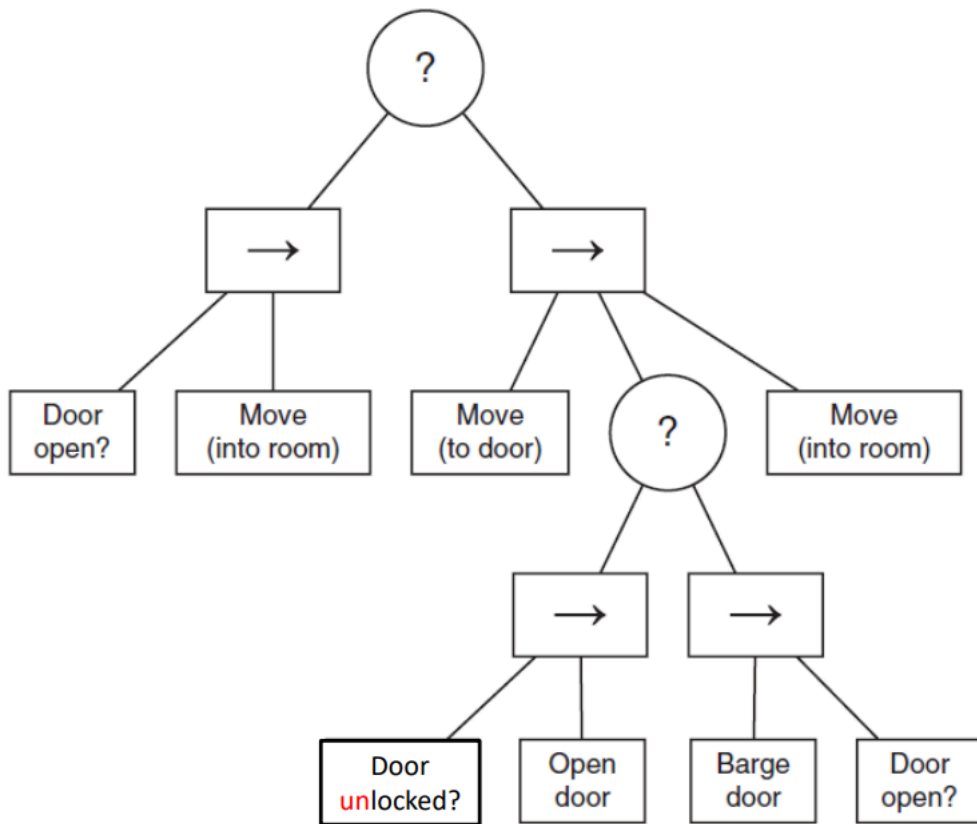 ?
→
→
Door
open?
Move
(into room)
Move
(to door)
?
Move
(into room)
→
→
Door
unlocked?
Open
door
Barge
door
Door
open?